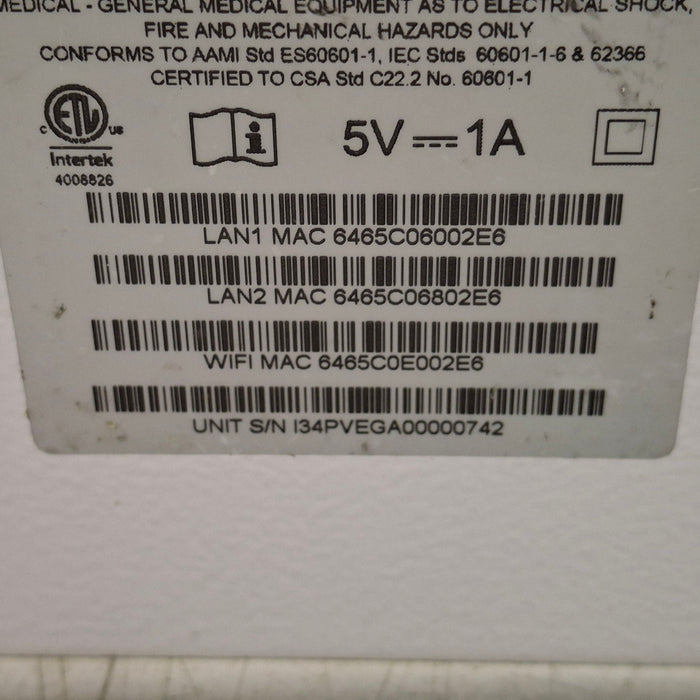 MEDICAL - GENERAL MEDICAL EQUIPMENT AS TO ELECTRICAL SHOCK,
FIRE AND MECHANICAL HAZARDS ONLY
CONFORMS TO AAMI Std ES60601-1, IEC Stds 60601-1-6 & 62366
CERTIFIED TO CSA Std C22.2 No. 60601-1
C ETL US
Intertek
4008826
i
5V 1A
LAN1 MAC 6465C06002E6
LAN2 MAC 6465C06802E6
WIFI MAC 6465C0E002E6
UNIT S/N I34PVEGA00000742